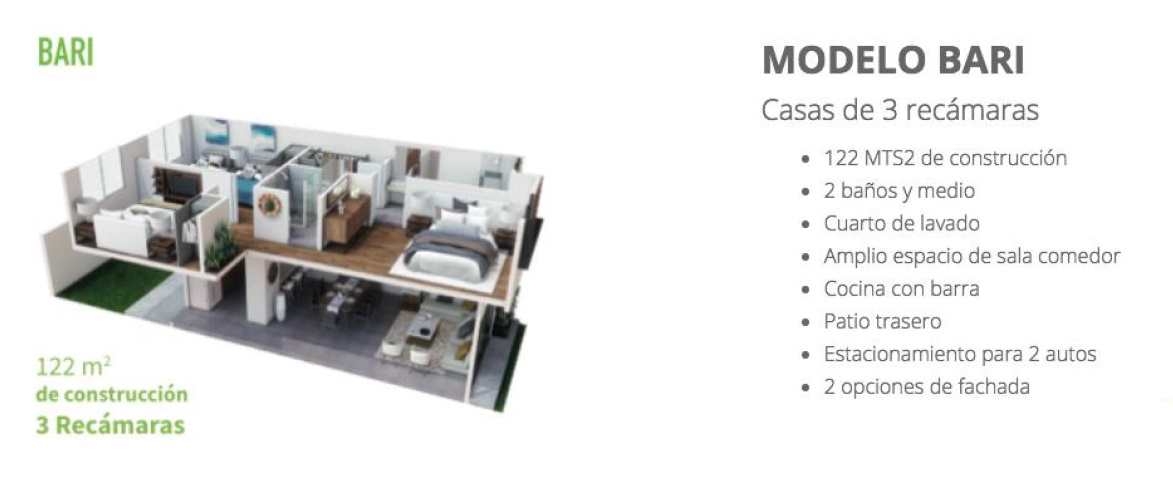 BARI
122 m²
de construcción
3 Recámaras
MODELO BARI
Casas de 3 recámaras
• 122 MTS2 de construcción
• 2 baños y medio
• Cuarto de lavado
• Amplio espacio de sala comedor
• Cocina con barra
• Patio trasero
• Estacionamiento para 2 autos
• 2 opciones de fachada